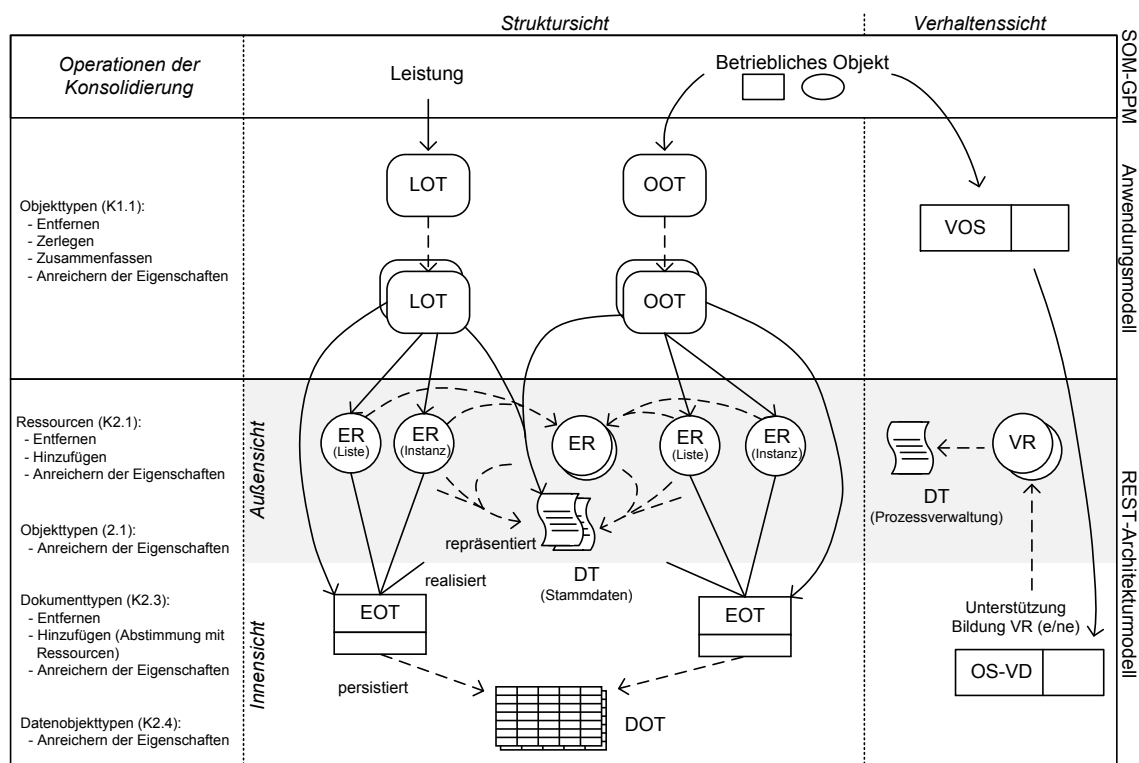 Struktursicht
Verhaltenssicht
Operationen der
Konsolidierung
Leistung
Betriebliches Objekt
SOM-GPM
Objekttypen (K1.1):
- Entfernen
- Zerlegen
- Zusammenfassen
- Anreichern der Eigenschaften
LOT
OOT
VOS
LOT
OOT
Anwendungsmodell
Ressourcen (K2.1):
- Entfernen
- Hinzufügen
- Anreichern der Eigenschaften
Objekttypen (2.1):
- Anreichern der Eigenschaften
Außensicht
ER
(Liste)
ER
(Instanz)
ER
ER
(Liste)
ER
(Instanz)
VR
DT
(Prozessverwaltung)
repräsentiert
DT
(Stammdaten)
realisiert
REST-Architekturmodell
Dokumenttypen (K2.3):
- Entfernen
- Hinzufügen (Abstimmung mit
Ressourcen)
- Anreichern der Eigenschaften
Datenobjekttypen (K2.4):
- Anreichern der Eigenschaften
Innensicht
EOT
EOT
Unterstützung
Bildung VR (e/ne)
OS-VD
persistiert
DOT